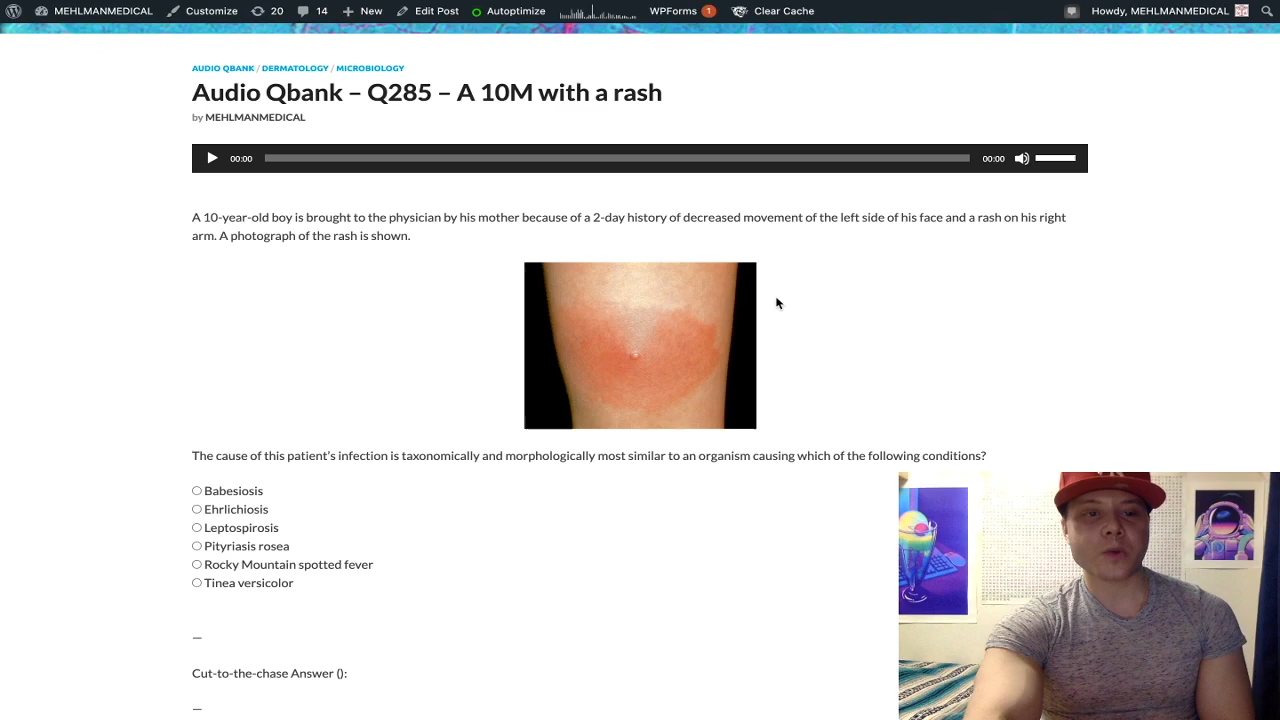 MEHLMANMEDICAL Customize 20 14 New Edit Post Autoptimize WPForms 1 Clear Cache Howdy, MEHLMANMEDICAL
AUDIO QBANK / DERMATOLOGY / MICROBIOLOGY
Audio Qbank – Q285 – A 10M with a rash
by MEHLMANMEDICAL
00:00 00:00
A 10-year-old boy is brought to the physician by his mother because of a 2-day history of decreased movement of the left side of his face and a rash on his right
arm. A photograph of the rash is shown.
The cause of this patient's infection is taxonomically and morphologically most similar to an organism causing which of the following conditions?
Babesiosis
Ehrlichiosis
Leptospirosis
Pityriasis rosea
Rocky Mountain spotted fever
Tinea versicolor
—
Cut-to-the-chase Answer ():
—